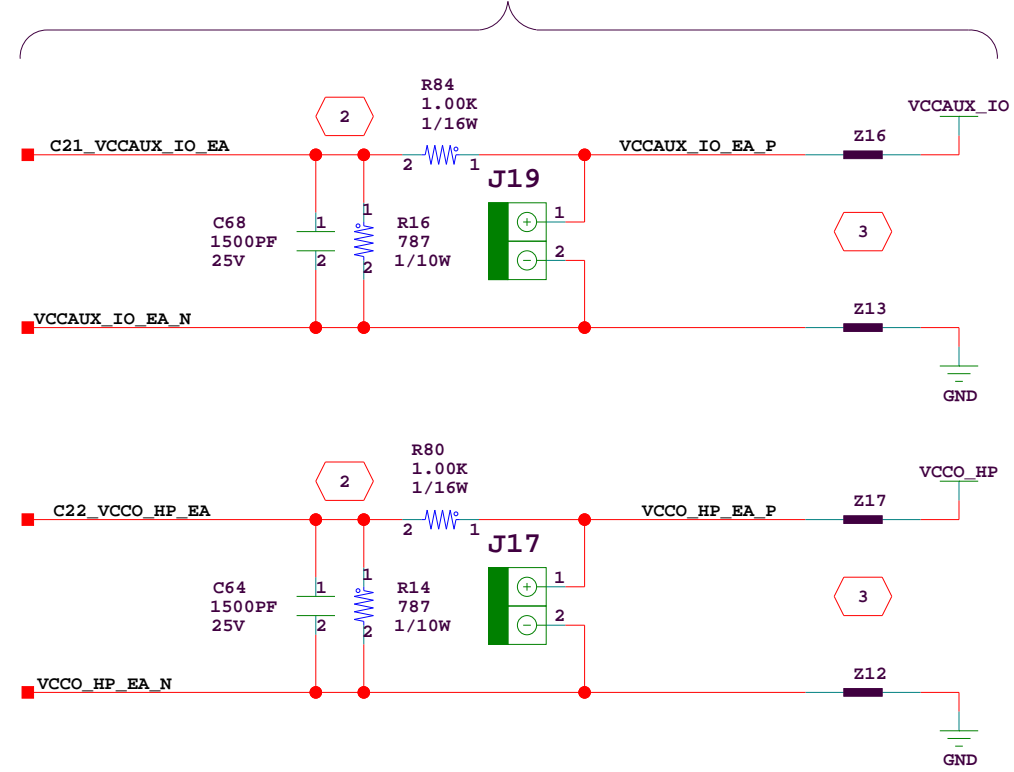 R84
1.00K
1/16W
2
VCCAUX_IO
C21_VCCAUX_IO_EA
VCCAUX_IO_EA_P
Z16
2
1
J19
1
2
C68
1500PF
25V
1
2
1
R16
787
1/10W
2
3
VCCAUX_IO_EA_N
Z13
GND
R80
1.00K
1/16W
2
VCCO_HP
C22_VCCO_HP_EA
VCCO_HP_EA_P
Z17
2
1
J17
1
2
C64
1500PF
25V
1
2
1
R14
787
1/10W
2
3
VCCO_HP_EA_N
Z12
GND